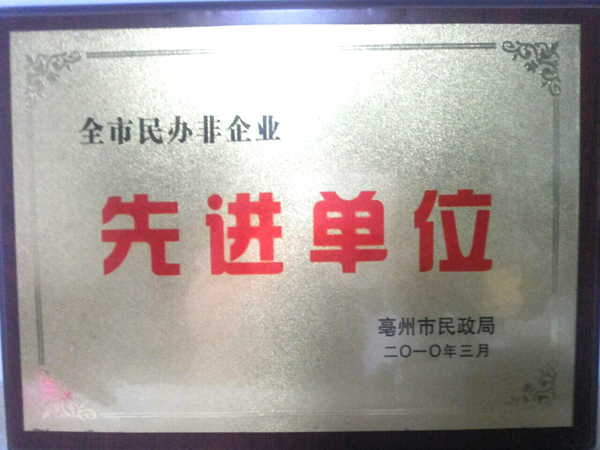 全市民办非企业
先进单位
亳州市民政局
二〇一〇年三月